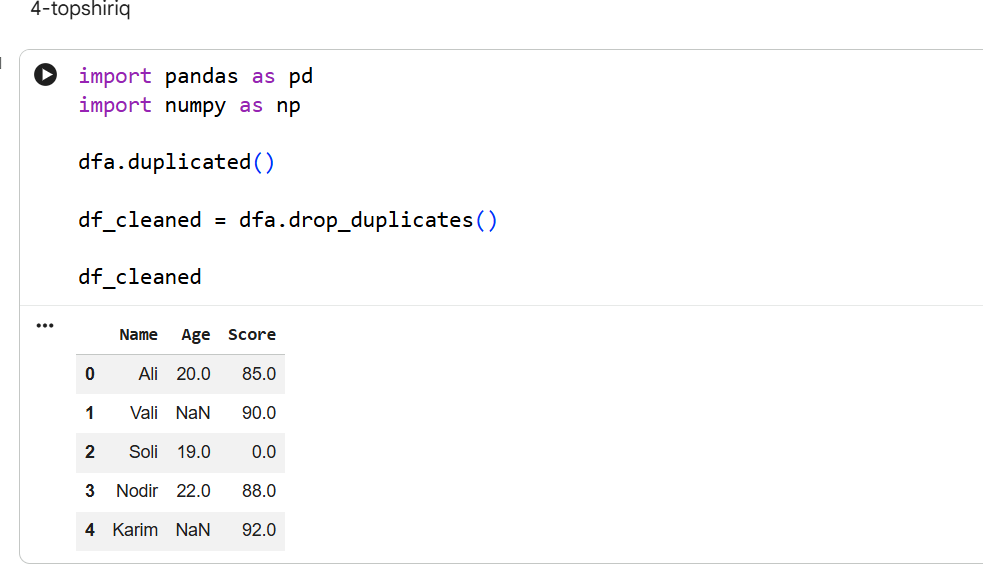 4-topshiriq
import pandas as pd
import numpy as np
dfa.duplicated()
df_cleaned = dfa.drop_duplicates()
df_cleaned
Name Age Score
0 Ali 20.0 85.0
1 Vali NaN 90.0
2 Soli 19.0 0.0
3 Nodir 22.0 88.0
4 Karim NaN 92.0